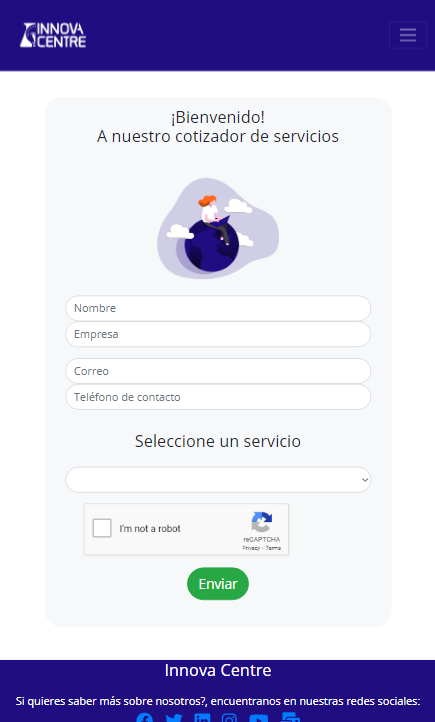 INNOVA
CENTRE
¡Bienvenido!
A nuestro cotizador de servicios
Nombre
Empresa
Correo
Teléfono de contacto
Seleccione un servicio
I'm not a robot
reCAPTCHA
Privacy - Terms
Enviar
Innova Centre
Si quieres saber más sobre nosotros?, encuentranos en nuestras redes sociales: